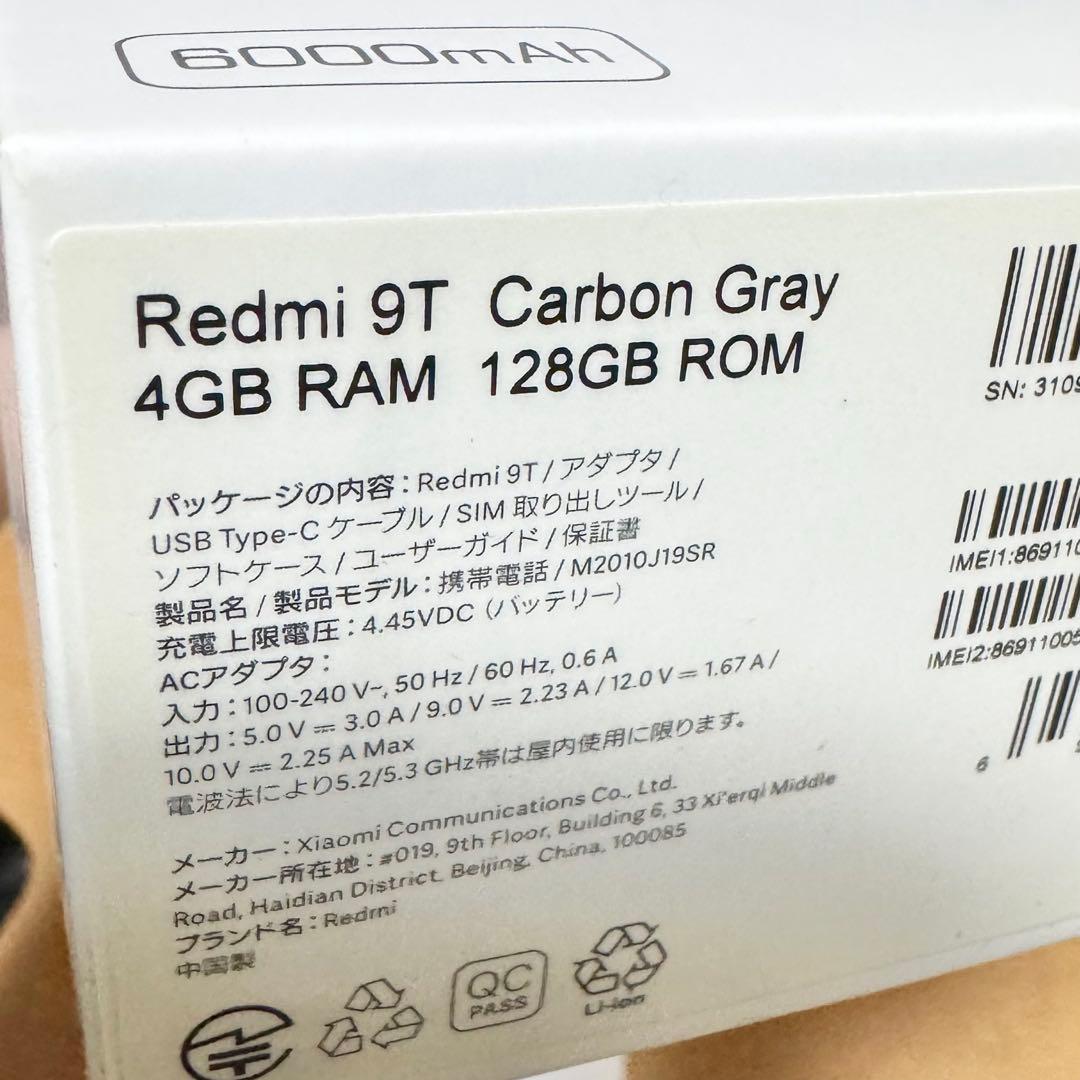 6000mAh
Redmi 9T Carbon Gray
4GB RAM 128GB ROM
パッケージの内容：Redmi 9T / アダプタ /
USB Type-C ケーブル / SIM 取り出しツール /
ソフトケース / ユーザーガイド / 保証書
製品名 / 製品モデル：携帯電話 / M2010J19SR
充電上限電圧：4.45VDC（バッテリー）
ACアダプタ：
入力：100-240 V~, 50 Hz / 60 Hz, 0.6 A
出力：5.0 V ⎓ 3.0 A / 9.0 V ⎓ 2.23 A / 12.0 V ⎓ 1.67 A /
10.0 V ⎓ 2.25 A Max
電波法により5.2/5.3 GHz帯は屋内使用に限ります。
メーカー：Xiaomi Communications Co., Ltd.
メーカー所在地：#019, 9th Floor, Building 6, 33 Xi'erqi Middle
Road, Haidian District, Beijing, China, 100085
ブランド名：Redmi
中国製
QC
PASS
Li-ion
SN: 3109
IMEI1:869110
IMEI2:86911005
6